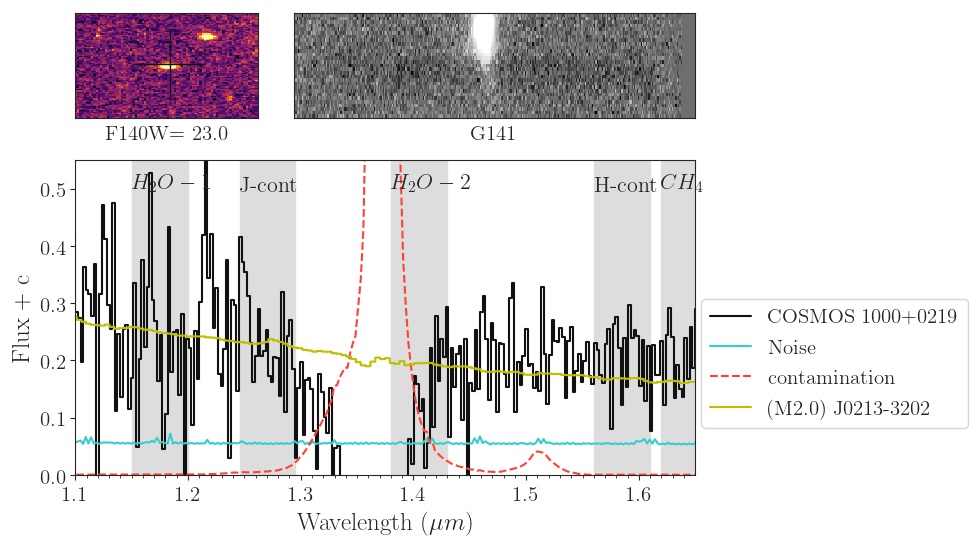 F140W= 23.0
G141
H₂O − 1
J-cont
H₂O − 2
H-cont
CH₄
0.5
0.4
0.3
0.2
0.1
0.0
Flux + c
1.1
1.2
1.3
1.4
1.5
1.6
Wavelength (μm)
COSMOS 1000+0219
Noise
contamination
(M2.0) J0213-3202